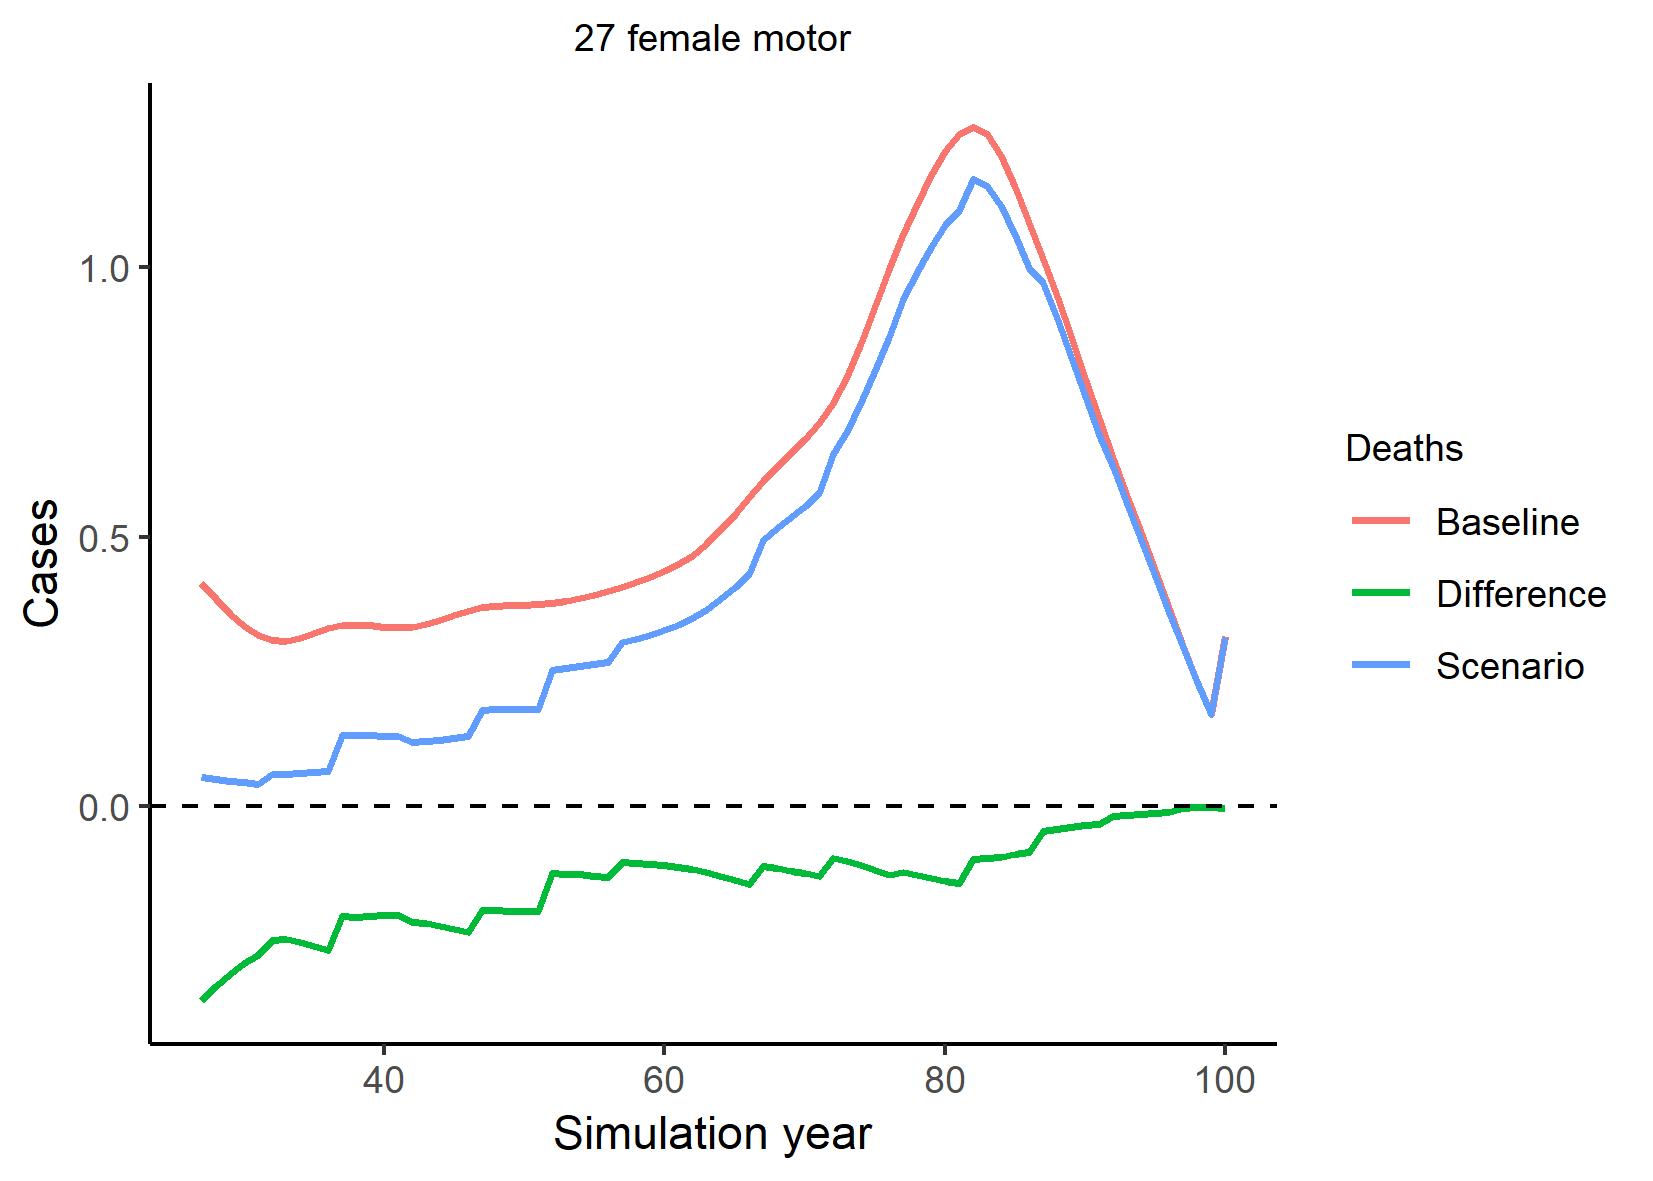 27 female motor
Cases
1.0
0.5
0.0
40 60 80 100
Simulation year
Deaths
Baseline
Difference
Scenario